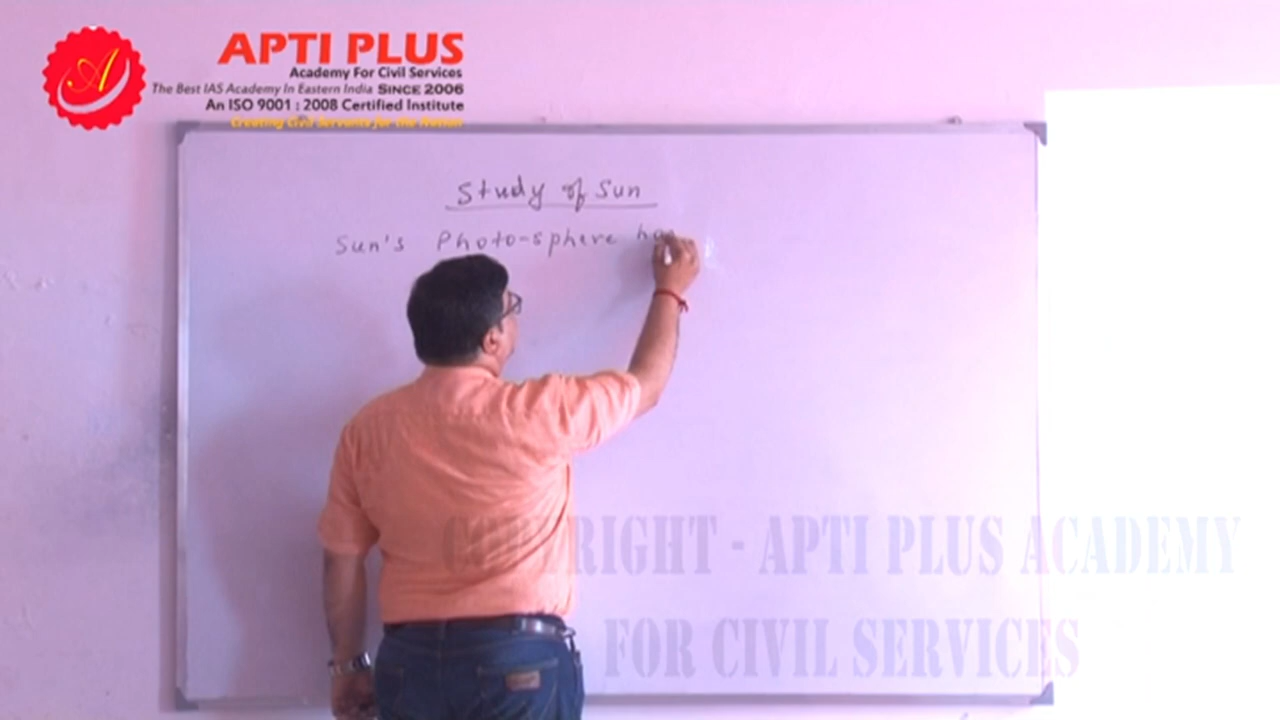 APTI PLUS
Academy For Civil Services
The Best IAS Academy In Eastern India SINCE 2006
An ISO 9001 : 2008 Certified Institute
Creating Civil Servants for the Nation
A
Study of Sun
Sun's Photo-sphere
COPYRIGHT - APTI PLUS ACADEMY
FOR CIVIL SERVICES